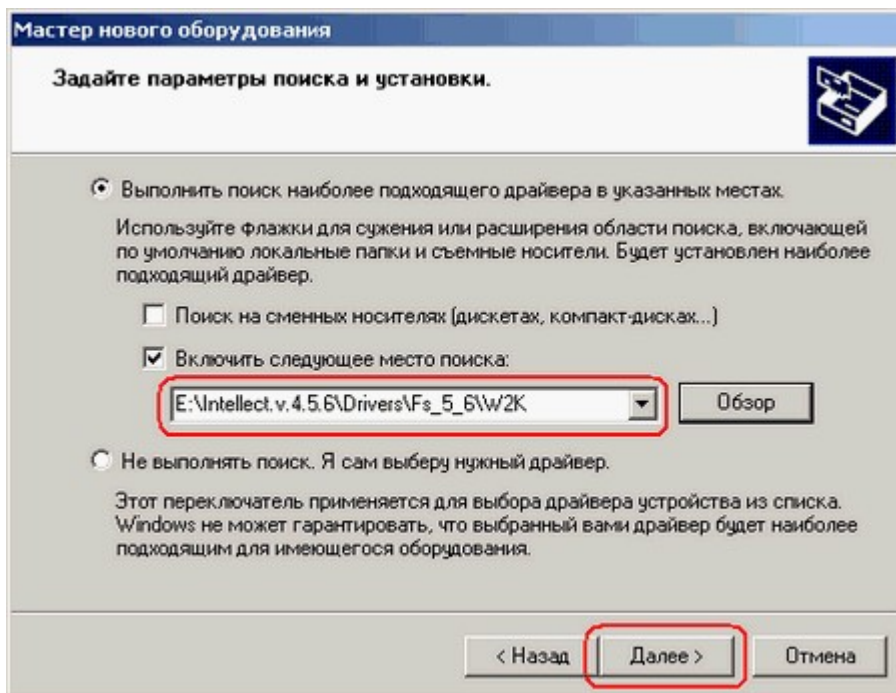 Мастер нового оборудования
Задайте параметры поиска и установки.
Выполнить поиск наиболее подходящего драйвера в указанных местах.
Используйте флажки для сужения или расширения области поиска, включающей
по умолчанию локальные папки и съемные носители. Будет установлен наиболее
подходящий драйвер.
Поиск на сменных носителях (дискетах, компакт-дисках...)
Включить следующее место поиска:
E:\Intellect.v.4.5.6\Drivers\Fs_5_6\W2K
Обзор
Не выполнять поиск. Я сам выберу нужный драйвер.
Этот переключатель применяется для выбора драйвера устройства из списка.
Windows не может гарантировать, что выбранный вами драйвер будет наиболее
подходящим для имеющегося оборудования.
< Назад
Далее >
Отмена